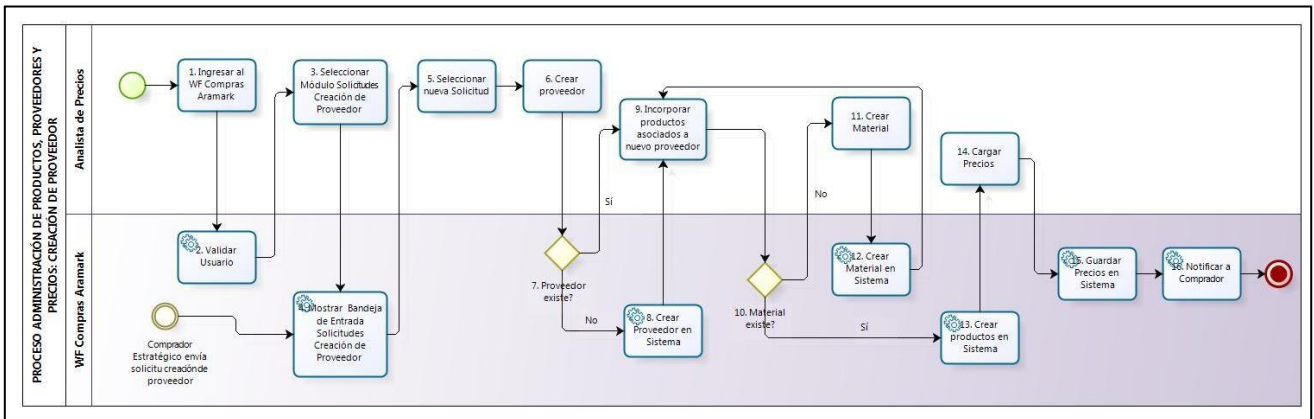 PROCESO ADMINISTRACIÓN DE PRODUCTOS, PROVEEDORES Y
PRECIOS: CREACIÓN DE PROVEEDOR
Analista de Precios
1. Ingresar al
WF Compras
Aramark
3. Seleccionar
Módulo Solicitudes
Creación de
Proveedor
5. Seleccionar
nueva Solicitud
6. Crear
proveedor
9. Incorporar
productos
asociados a
nuevo proveedor
11. Crear
Material
14. Cargar
Precios
Sí
No
WF Compras Aramark
2. Validar
Usuario
Comprador
Estratégico envía
solicitu creación de
proveedor
4. Mostrar Bandeja
de Entrada
Solicitudes
Creación de
Proveedor
7. Proveedor
existe?
No
8. Crear
Proveedor en
Sistema
10. Material
existe?
Sí
12. Crear
Material en
Sistema
13. Crear
productos en
Sistema
15. Guardar
Precios en
Sistema
16. Notificar a
Comprador